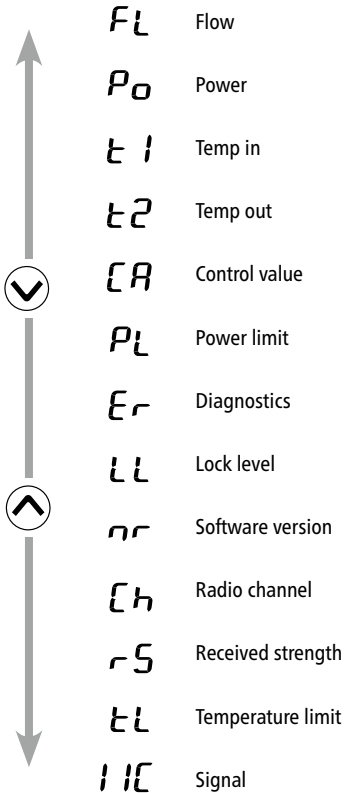 FL Flow
Po Power
t1 Temp in
t2 Temp out
CA Control value
PL Power limit
Er Diagnostics
LL Lock level
nr Software version
Ch Radio channel
rS Received strength
tL Temperature limit
IIC Signal